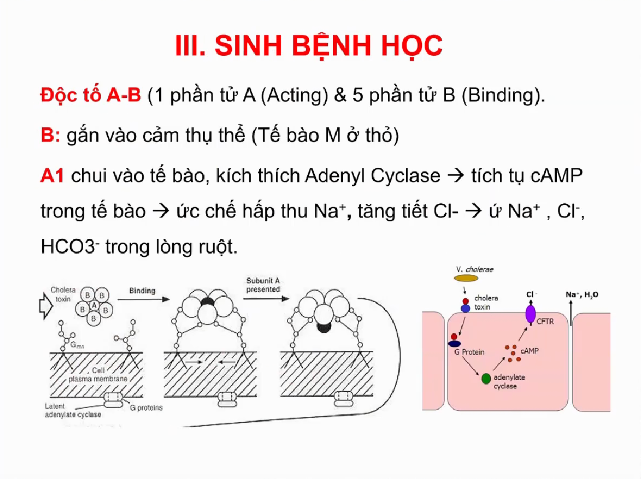 III. SINH BỆNH HỌC
Độc tố A-B (1 phần tử A (Acting) & 5 phần tử B (Binding).
B: gắn vào cảm thụ thể (Tế bào M ở thỏ)
A1 chui vào tế bào, kích thích Adenyl Cyclase → tích tụ cAMP
trong tế bào → ức chế hấp thu Na⁺, tăng tiết Cl- → ứ Na⁺ , Cl⁻,
HCO3⁻ trong lòng ruột.
Choleta
toxin
B B
B A B
B
Binding
Subunit A
presented
Cell
plasma membrane
Latent
adenylate cyclase
G proteins
V. cholerae
cholera
toxin
Cl⁻
Na⁺, H₂O
CFTR
G Protein
cAMP
adenylate
cyclase